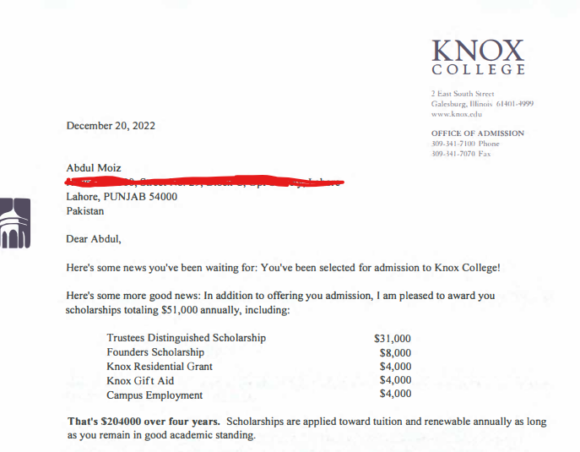 KNOX
COLLEGE
2 East South Street
Galesburg, Illinois 61401-4999
www.knox.edu
OFFICE OF ADMISSION
309-341-7100 Phone
309-341-7070 Fax
December 20, 2022
Abdul Moiz
Lahore, PUNJAB 54000
Pakistan
Dear Abdul,
Here's some news you've been waiting for: You've been selected for admission to Knox College!
Here's some more good news: In addition to offering you admission, I am pleased to award you
scholarships totaling $51,000 annually, including:
Trustees Distinguished Scholarship $31,000
Founders Scholarship $8,000
Knox Residential Grant $4,000
Knox Gift Aid $4,000
Campus Employment $4,000
That's $204000 over four years. Scholarships are applied toward tuition and renewable annually as long
as you remain in good academic standing.